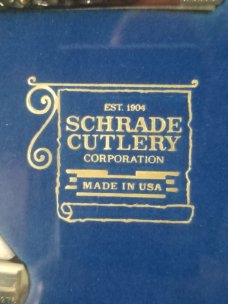 EST. 1904
SCHRADE
CUTLERY
CORPORATION
MADE IN USA